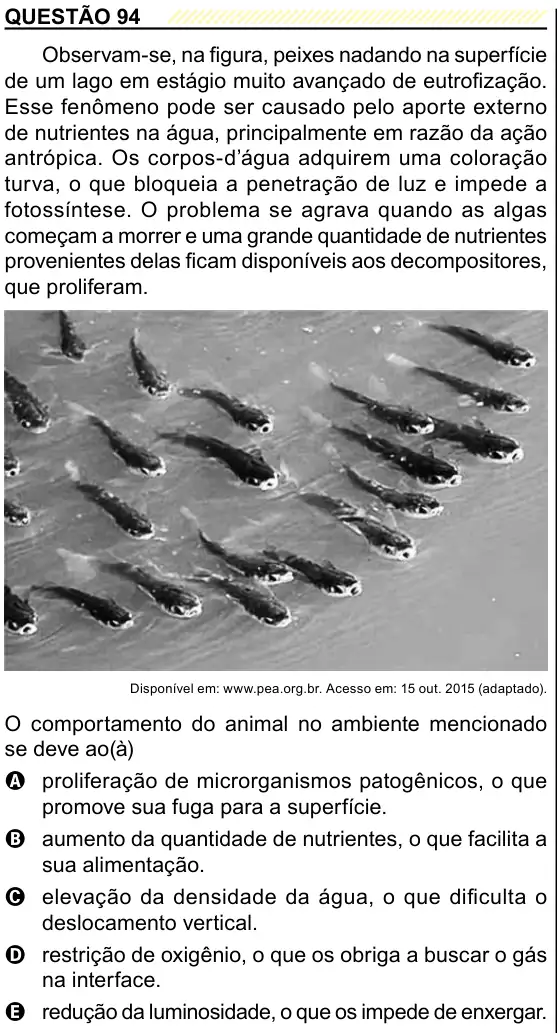 QUESTÃO 94
Observam-se, na figura, peixes nadando na superfície
de um lago em estágio muito avançado de eutrofização.
Esse fenômeno pode ser causado pelo aporte externo
de nutrientes na água, principalmente em razão da ação
antrópica. Os corpos-d'água adquirem uma coloração
turva, o que bloqueia a penetração de luz e impede a
fotossíntese. O problema se agrava quando as algas
começam a morrer e uma grande quantidade de nutrientes
provenientes delas ficam disponíveis aos decompositores,
que proliferam.
Disponível em: www.pea.org.br. Acesso em: 15 out. 2015 (adaptado).
O comportamento do animal no ambiente mencionado
se deve ao(à)
A proliferação de microrganismos patogênicos, o que
promove sua fuga para a superfície.
B aumento da quantidade de nutrientes, o que facilita a
sua alimentação.
C elevação da densidade da água, o que dificulta o
deslocamento vertical.
D restrição de oxigênio, o que os obriga a buscar o gás
na interface.
E redução da luminosidade, o que os impede de enxergar.